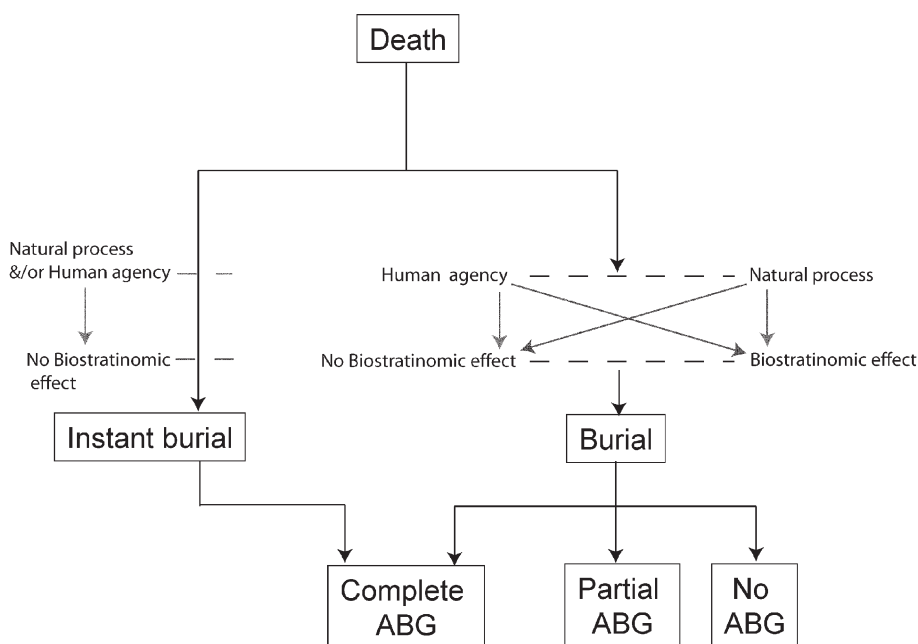 Death
Natural process
&/or Human agency
Human agency
Natural process
No Biostratinomic
effect
No Biostratinomic effect
Biostratinomic effect
Instant burial
Burial
Complete
ABG
Partial
ABG
No
ABG